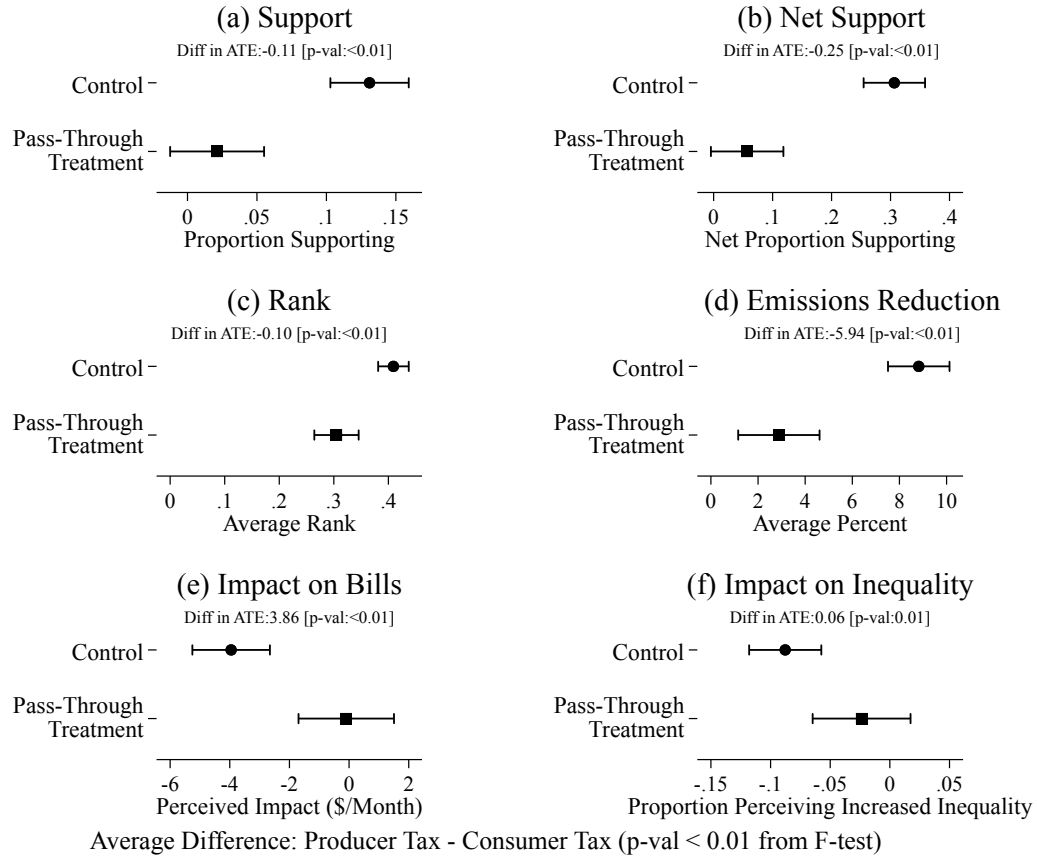 (a) Support
Diff in ATE:-0.11 [p-val:<0.01]
Control
Pass-Through
Treatment
0 .05 .1 .15
Proportion Supporting
(b) Net Support
Diff in ATE:-0.25 [p-val:<0.01]
Control
Pass-Through
Treatment
0 .1 .2 .3 .4
Net Proportion Supporting
(c) Rank
Diff in ATE:-0.10 [p-val:<0.01]
Control
Pass-Through
Treatment
0 .1 .2 .3 .4
Average Rank
(d) Emissions Reduction
Diff in ATE:-5.94 [p-val:<0.01]
Control
Pass-Through
Treatment
0 2 4 6 8 10
Average Percent
(e) Impact on Bills
Diff in ATE:3.86 [p-val:<0.01]
Control
Pass-Through
Treatment
-6 -4 -2 0 2
Perceived Impact ($/Month)
(f) Impact on Inequality
Diff in ATE:0.06 [p-val:0.01]
Control
Pass-Through
Treatment
-.15 -.1 -.05 0 .05
Proportion Perceiving Increased Inequality
Average Difference: Producer Tax - Consumer Tax (p-val < 0.01 from F-test)